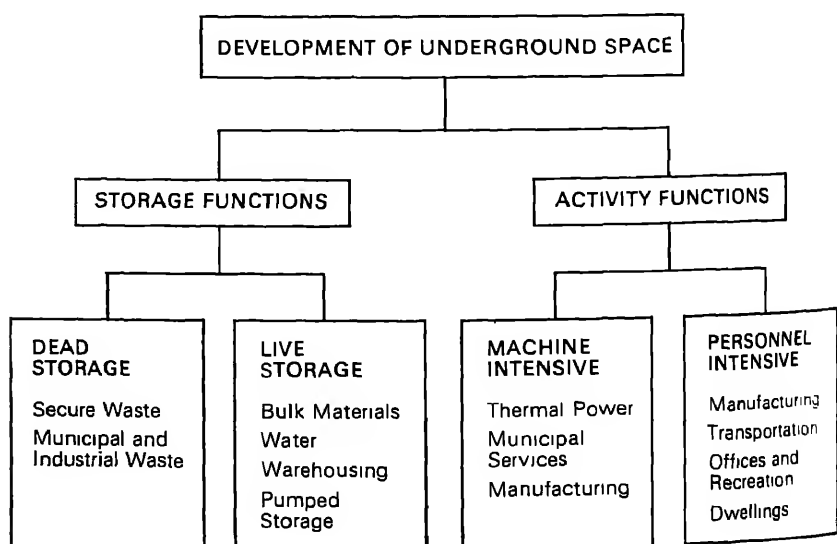 DEVELOPMENT OF UNDERGROUND SPACE
STORAGE FUNCTIONS
ACTIVITY FUNCTIONS
DEAD
STORAGE
Secure Waste
Municipal and
Industrial Waste
LIVE
STORAGE
Bulk Materials
Water
Warehousing
Pumped
Storage
MACHINE
INTENSIVE
Thermal Power
Municipal
Services
Manufacturing
PERSONNEL
INTENSIVE
Manufacturing
Transportation
Offices and
Recreation
Dwellings